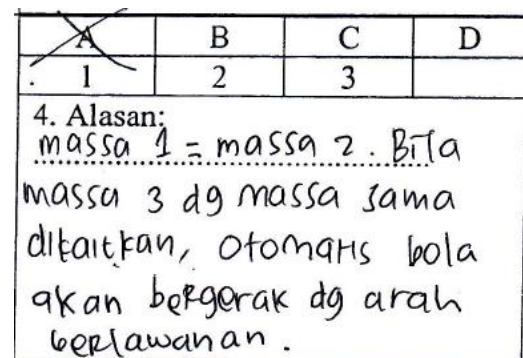 A B C D
. 1 2 3
4. Alasan:
massa 1 = massa 2. Bila
massa 3 dg massa sama
dikaitkan, otomatis bola
akan bergerak dg arah
berlawanan.